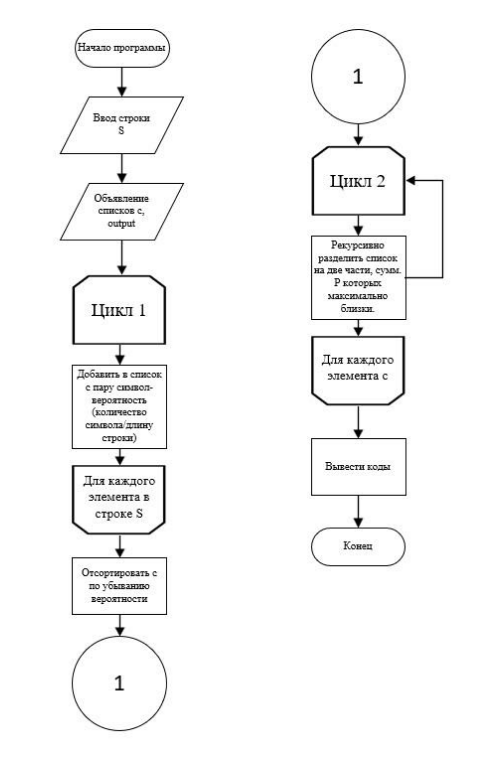 Начало программы
Ввод строки
S
Объявление
списков c,
output
Цикл 1
Добавить в список
с пару символ-
вероятность
(количество
символа/длину
строки)
Для каждого
элемента в
строке S
Отсортировать с
по убыванию
вероятности
1
1
Цикл 2
Рекурсивно
разделить список
на две части, сумм.
Р которых
максимально
близки.
Для каждого
элемента с
Вывести коды
Конец